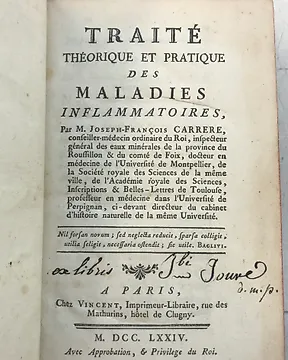 TRAITÉ
THÉORIQUE ET PRATIQUE
DES
MALADIES
INFLAMMATOIRES,
Par M. JOSEPH-FRANÇOIS CARRERE,
conseiller-médecin ordinaire du Roi, inspecteur
général des eaux minérales de la province du
Roussillon & du comté de Foix, docteur en
médecine de l'Université de Montpellier, de
la Société royale des Sciences de la même
ville, de l'Académie royale des Sciences,
Inscriptions & Belles-Lettres de Toulouse,
professeur en médecine dans l'Université de
Perpignan, ci-devant directeur du cabinet
d'histoire naturelle de la même Université.
Nil forsan novum; sed neglecta reducit, sparsa colligit,
utilia seligit, necessaria ostendit; sic utile. BAGLIVI.
ex libris
d. m. p.
A PARIS,
Chez VINCENT, Imprimeur-Libraire, rue des
Mathurins, hôtel de Clugny.
M. DCC. LXXIV.
Avec Approbation, & Privilege du Roi.